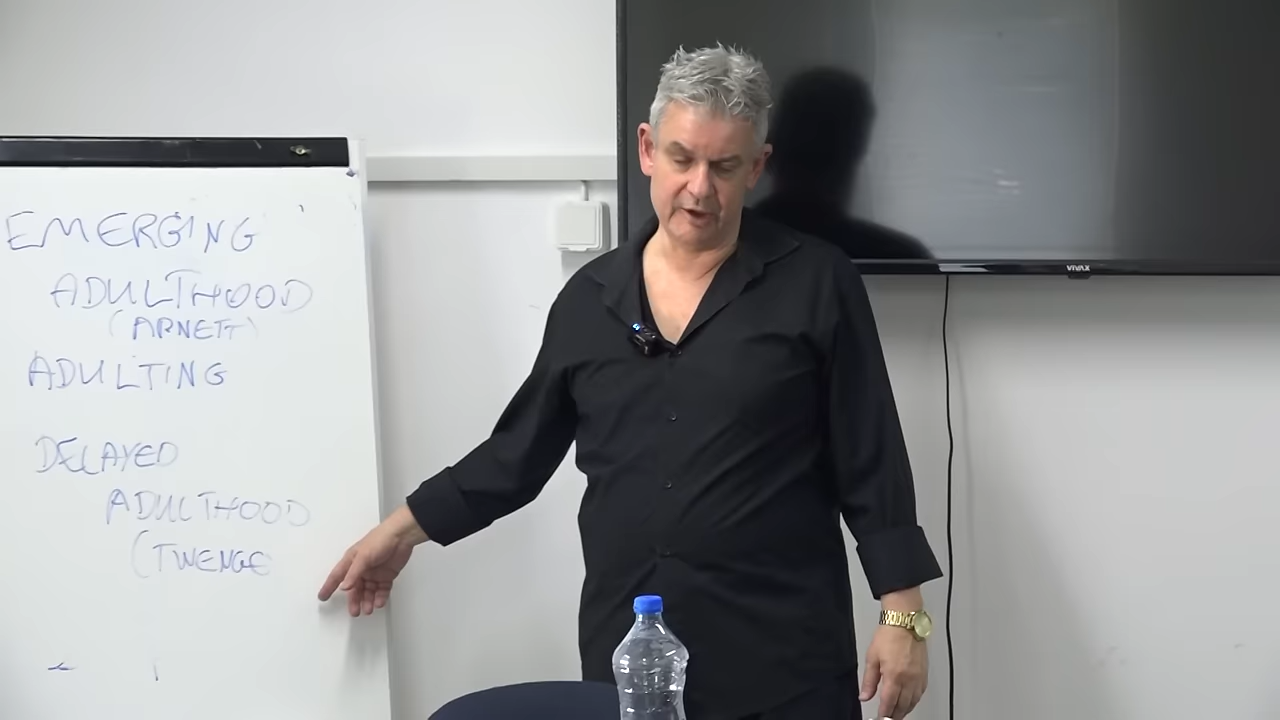 EMERGING
ADULTHOOD
(ARNETT)
ADULTING
DELAYED
ADULTHOOD
(TWENGE
VIVAX